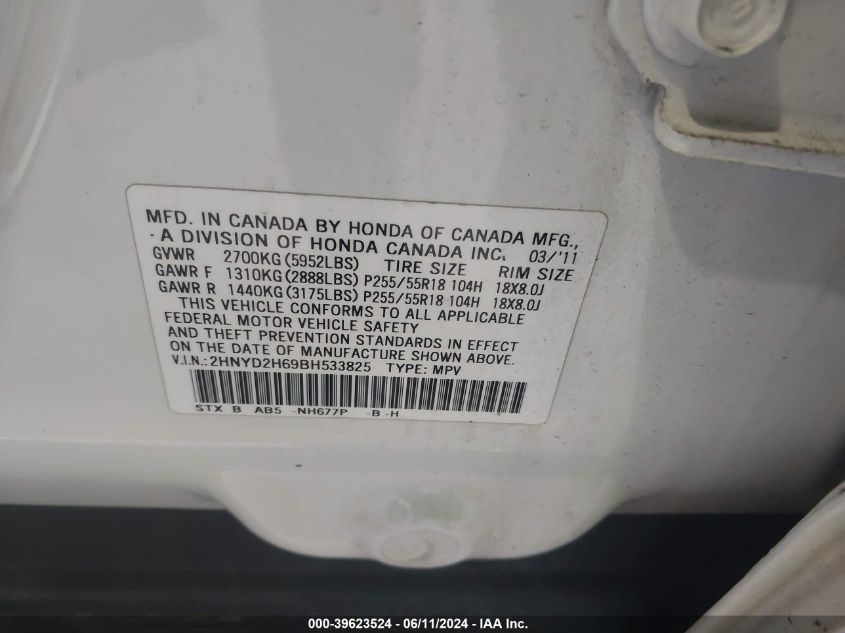 MFD. IN CANADA BY HONDA OF CANADA MFG.,
A DIVISION OF HONDA CANADA INC. 03/'11
GVWR 2700KG(5952LBS) TIRE SIZE RIM SIZE
GAWR F 1310KG(2888LBS) P255/55R18 104H 18X8.0J
GAWR R 1440KG(3175LBS) P255/55R18 104H 18X8.0J
THIS VEHICLE CONFORMS TO ALL APPLICABLE
FEDERAL MOTOR VEHICLE SAFETY
AND THEFT PREVENTION STANDARDS IN EFFECT
ON THE DATE OF MANUFACTURE SHOWN ABOVE.
V.I.N.:2HNYD2H69BH533825 TYPE: MPV
STX B AB5 -NH677P -B-H
000-39623524 / 06/11/2024 - IAAI.com